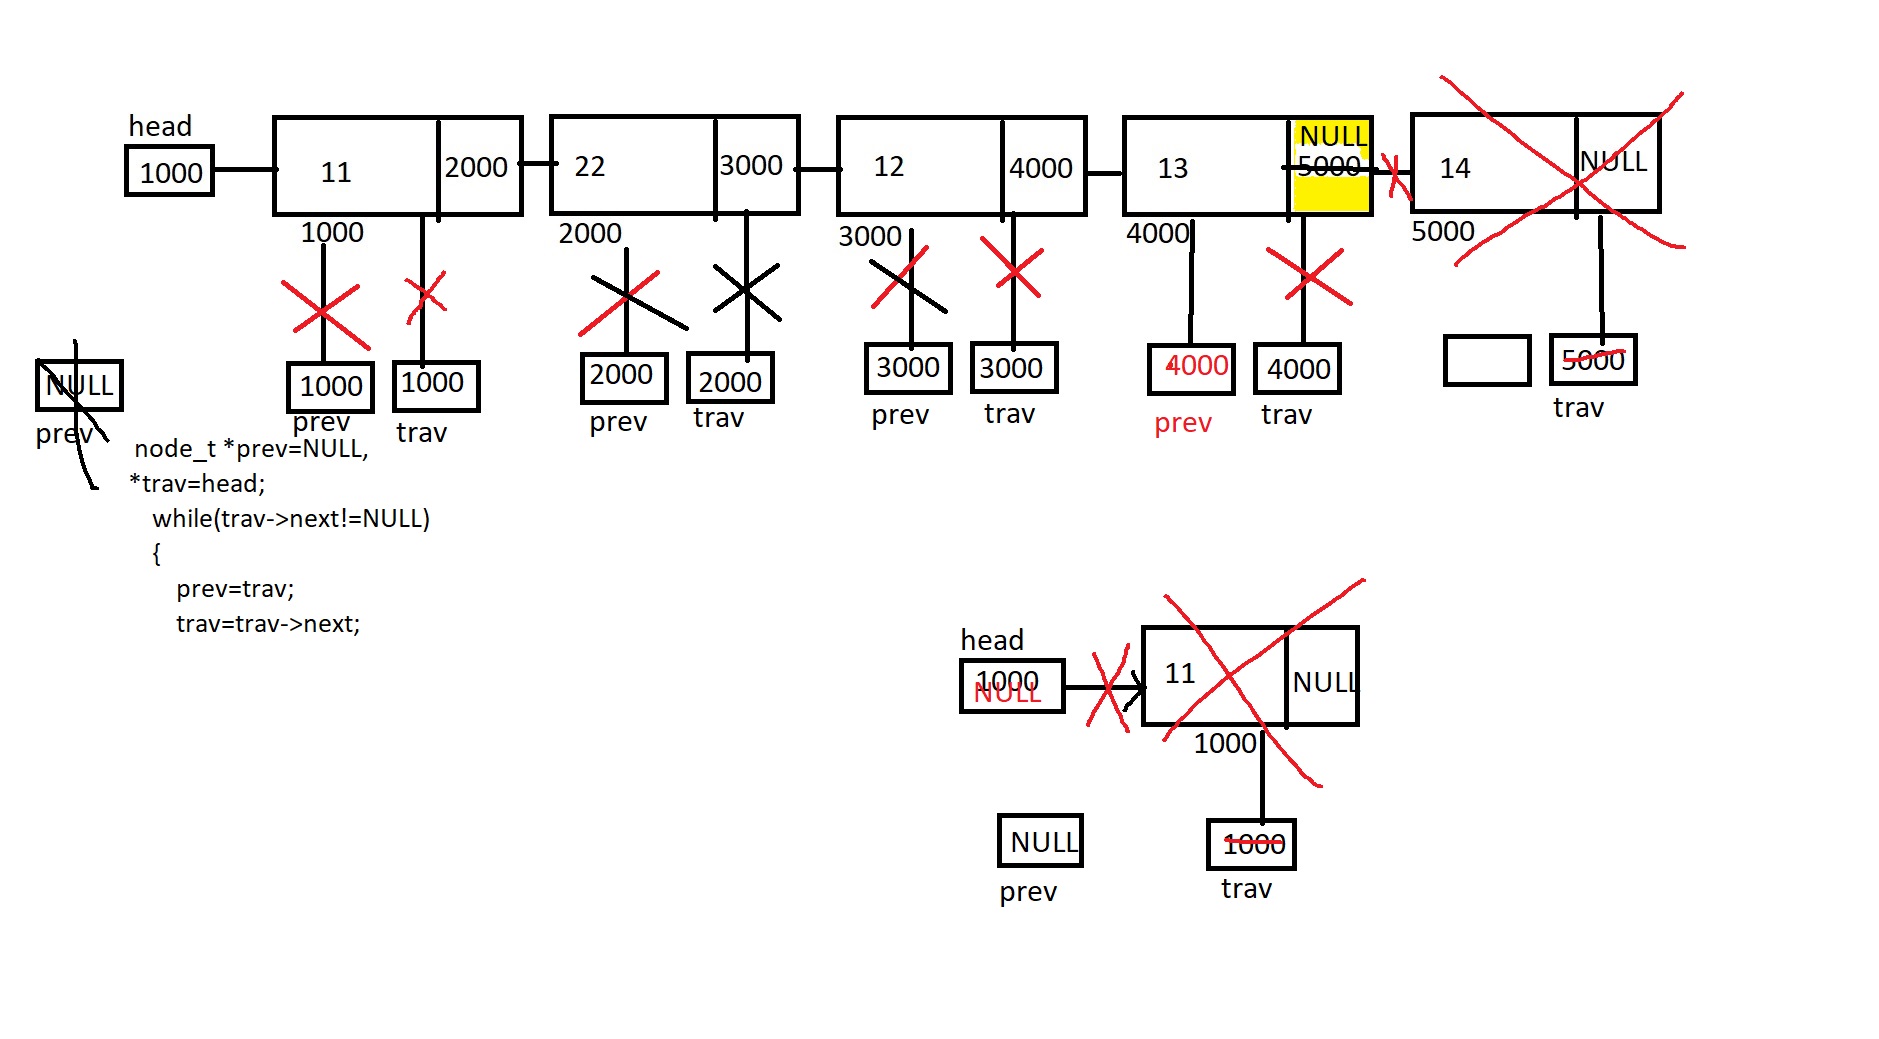 head
1000
11
2000
22
3000
12
4000
13
NULL
5000
14
NULL
1000
2000
3000
4000
5000
NULL
prev
1000
prev
1000
trav
2000
prev
2000
trav
3000
prev
3000
trav
4000
prev
4000
trav
5000
trav
node_t *prev=NULL,
*trav=head;
while(trav->next!=NULL)
{
prev=trav;
trav=trav->next;
head
1000
NULL
11
NULL
1000
NULL
prev
1000
trav